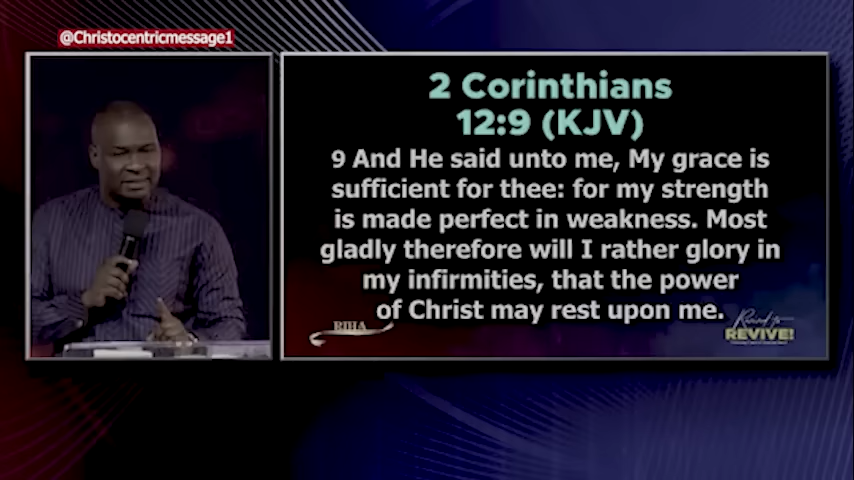 @Christocentricmessage1
2 Corinthians
12:9 (KJV)
9 And He said unto me, My grace is
sufficient for thee: for my strength
is made perfect in weakness. Most
gladly therefore will I rather glory in
my infirmities, that the power
of Christ may rest upon me.
REVIVE!